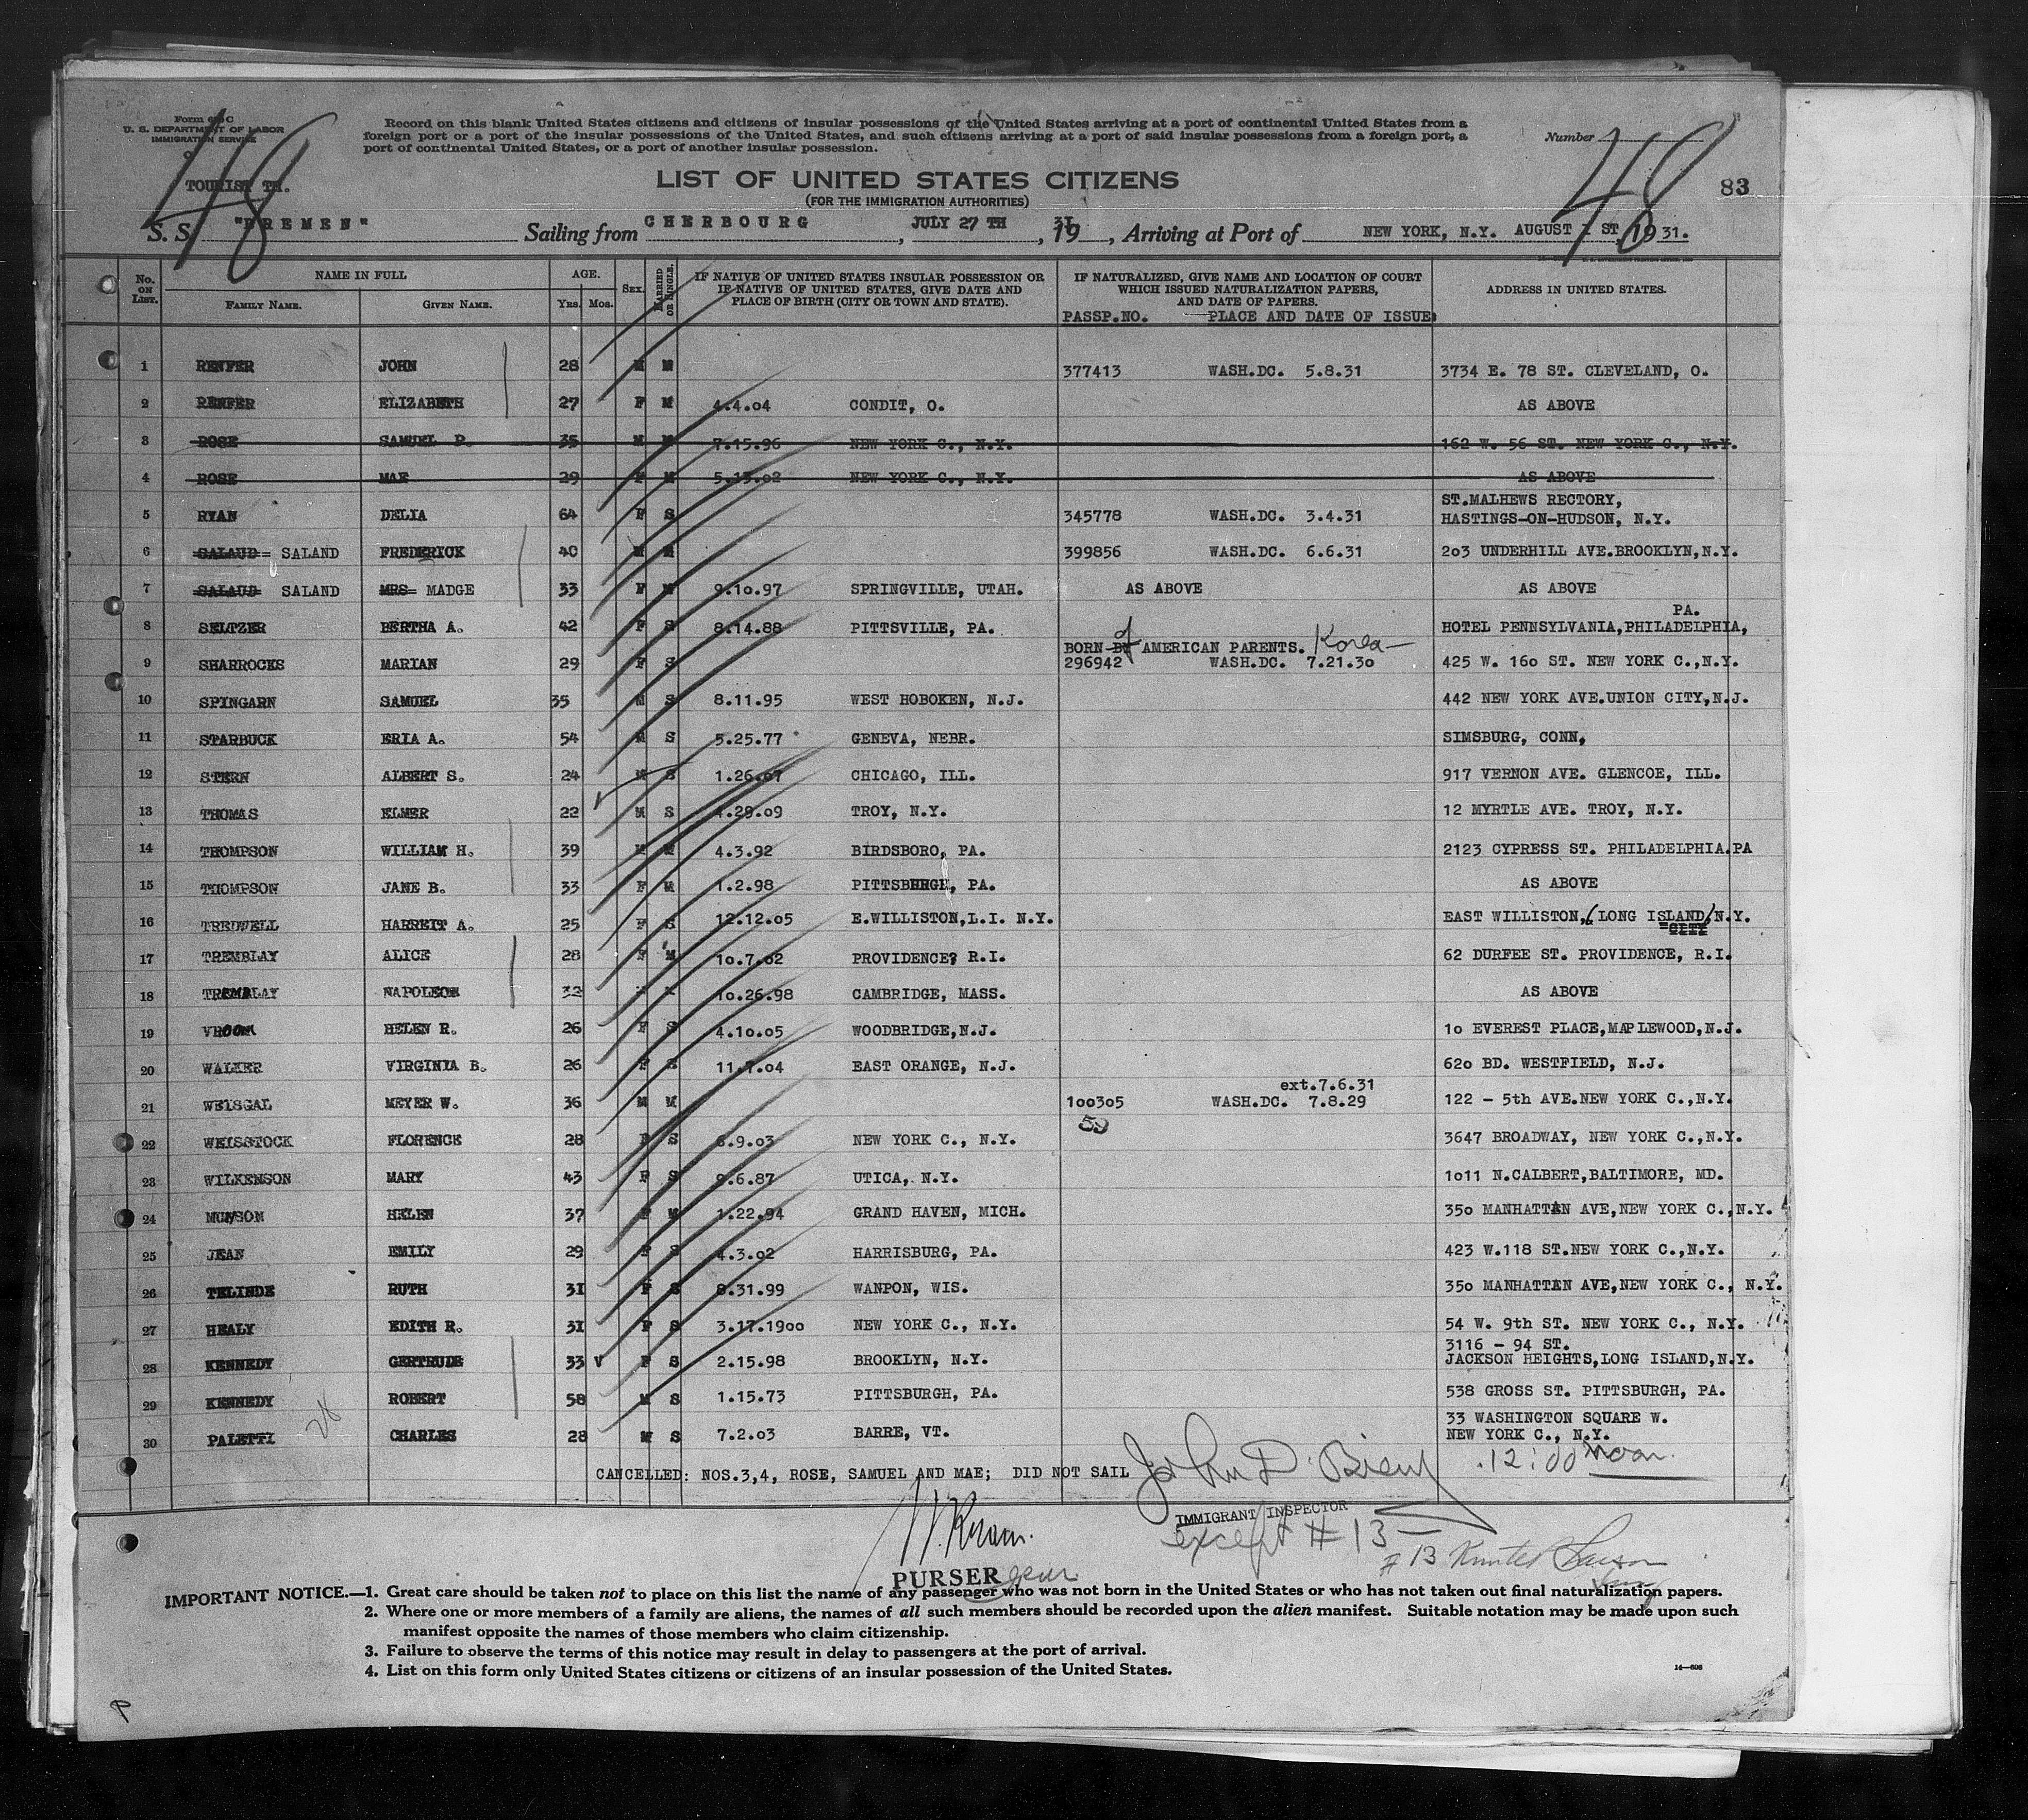 Form 630 C
U. S. DEPARTMENT OF LABOR
IMMIGRATION SERVICE
Record on this blank United States citizens and citizens of insular possessions of the United States arriving at a port of continental United States from a
foreign port or a port of the insular possessions of the United States, and such citizens arriving at a port of said insular possessions from a foreign port, a
port of continental United States, or a port of another insular possession.
Number
48 48
TOURIST TH.
LIST OF UNITED STATES CITIZENS
83
(FOR THE IMMIGRATION AUTHORITIES)
S. S. "BREMEN" Sailing from CHERBOURG, JULY 27 TH, 1931, Arriving at Port of NEW YORK, N.Y. AUGUST 1 ST, 1931.
No. ON LIST. NAME IN FULL AGE. SEX. MARRIED OR SINGLE. IF NATIVE OF UNITED STATES INSULAR POSSESSION OR IF NATIVE OF UNITED STATES, GIVE DATE AND PLACE OF BIRTH (CITY OR TOWN AND STATE). IF NATURALIZED, GIVE NAME AND LOCATION OF COURT WHICH ISSUED NATURALIZATION PAPERS, AND DATE OF PAPERS. ADDRESS IN UNITED STATES.
FAMILY NAME. GIVEN NAME. Yrs. Mos. PASSP.NO. PLACE AND DATE OF ISSUE:
1 RENFER JOHN 28 M M 377413 WASH.DC. 5.8.31 3734 E. 78 ST. CLEVELAND, O.
2 RENFER ELIZABETH 27 F M 4.4.04 CONDIT, O. AS ABOVE
3 ROSE SAMUEL D. 35 M M 7.15.96 NEW YORK C., N.Y. 162 W. 56 ST. NEW YORK C., N.Y.
4 ROSE MAE 29 F M 5.13.02 NEW YORK C., N.Y. AS ABOVE
5 RYAN DELIA 64 F S 345778 WASH.DC. 3.4.31 ST.MALHEWS RECTORY,
HASTINGS-ON-HUDSON, N.Y.
6 SALAUD= SALAND FREDERICK 40 M M 399856 WASH.DC. 6.6.31 203 UNDERHILL AVE.BROOKLYN,N.Y.
7 SALAUD= SALAND MRS= MADGE 33 F M 9.10.97 SPRINGVILLE, UTAH. AS ABOVE AS ABOVE
8 SELTZER BERTHA A. 42 F S 8.14.88 PITTSVILLE, PA. HOTEL PENNSYLVANIA,PHILADELPHIA, PA.
BORN BY of AMERICAN PARENTS. Korea
9 SHARROCKS MARIAN 29 F S 296942 WASH.DC. 7.21.30 425 W. 160 ST. NEW YORK C.,N.Y.
10 SPINGARN SAMUEL 35 M S 8.11.95 WEST HOBOKEN, N.J. 442 NEW YORK AVE.UNION CITY,N.J.
11 STARBUCK ERIA A. 54 M S 5.25.77 GENEVA, NEBR. SIMSBURG, CONN,
12 STERN ALBERT S. 24 M S 1.26.07 CHICAGO, ILL. 917 VERNON AVE. GLENCOE, ILL.
13 THOMAS ELMER 22 M S 4.29.09 TROY, N.Y. 12 MYRTLE AVE. TROY, N.Y.
14 THOMPSON WILLIAM H. 39 M M 4.3.92 BIRDSBORO, PA. 2123 CYPRESS ST. PHILADELPHIA.PA
15 THOMPSON JANE B. 33 F M 1.2.98 PITTSBURGH, PA. AS ABOVE
16 TREDWELL HARREIT A. 25 F S 12.12.05 E.WILLISTON,L.I. N.Y. EAST WILLISTON,(LONG ISLAND)N.Y.
=CITY
17 TREMBLAY ALICE 28 F M 10.7.02 PROVIDENCE? R.I. 62 DURFEE ST. PROVIDENCE, R.I.
18 TREMBLAY NAPOLEON 32 10.26.98 CAMBRIDGE, MASS. AS ABOVE
19 VROOM HELEN R. 26 F S 4.10.05 WOODBRIDGE,N.J. 10 EVEREST PLACE,MAPLEWOOD,N.J.
20 WALKER VIRGINIA B. 26 F S 11.7.04 EAST ORANGE, N.J. 620 BD. WESTFIELD, N.J.
ext.7.6.31
21 WEISGAL MEYER W. 36 M M 100305 WASH.DC. 7.8.29 122 - 5th AVE.NEW YORK C.,N.Y.
59
22 WEISSTOCK FLORENCE 28 F S 8.9.03 NEW YORK C., N.Y. 3647 BROADWAY, NEW YORK C.,N.Y.
23 WILKENSON MARY 43 F S 9.6.87 UTICA, N.Y. 1011 N.CALBERT,BALTIMORE, MD.
24 MUNSON HELEN 37 F M 1.22.94 GRAND HAVEN, MICH. 350 MANHATTAN AVE,NEW YORK C.,N.Y.
25 JEAN EMILY 29 F S 4.3.02 HARRISBURG, PA. 423 W.118 ST.NEW YORK C.,N.Y.
26 TELINDE RUTH 31 F S 8.31.99 WANPON, WIS. 350 MANHATTAN AVE,NEW YORK C., N.Y.
27 HEALY EDITH R. 31 F S 3.17.1900 NEW YORK C., N.Y. 54 W. 9th ST. NEW YORK C., N.Y.
28 KENNEDY GERTRUDE 33 V F S 2.15.98 BROOKLYN, N.Y. 3116 - 94 ST.
JACKSON HEIGHTS,LONG ISLAND,N.Y.
29 KENNEDY ROBERT 58 M S 1.15.73 PITTSBURGH, PA. 538 GROSS ST. PITTSBURGH, PA.
30 PALETTI 28 CHARLES 28 M S 7.2.03 BARRE, VT. 33 WASHINGTON SQUARE W.
NEW YORK C., N.Y.
CANCELLED: NOS.3,4, ROSE, SAMUEL AND MAE; DID NOT SAIL
John D. 12:00 noon
IMMIGRANT INSPECTOR
except # 13 -
# 13
PURSER
IMPORTANT NOTICE.—1. Great care should be taken not to place on this list the name of any passenger who was not born in the United States or who has not taken out final naturalization papers.
2. Where one or more members of a family are aliens, the names of all such members should be recorded upon the alien manifest. Suitable notation may be made upon such
manifest opposite the names of those members who claim citizenship.
3. Failure to observe the terms of this notice may result in delay to passengers at the port of arrival.
4. List on this form only United States citizens or citizens of an insular possession of the United States.
14—608